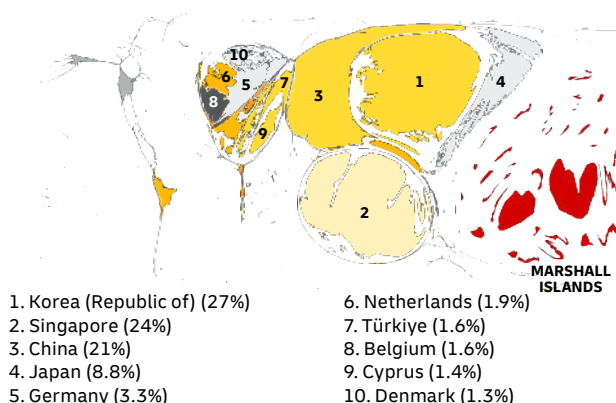 10
6
5
7
8
3
1
4
9
2
MARSHALL
ISLANDS
1. Korea (Republic of) (27%)
2. Singapore (24%)
3. China (21%)
4. Japan (8.8%)
5. Germany (3.3%)
6. Netherlands (1.9%)
7. Türkiye (1.6%)
8. Belgium (1.6%)
9. Cyprus (1.4%)
10. Denmark (1.3%)